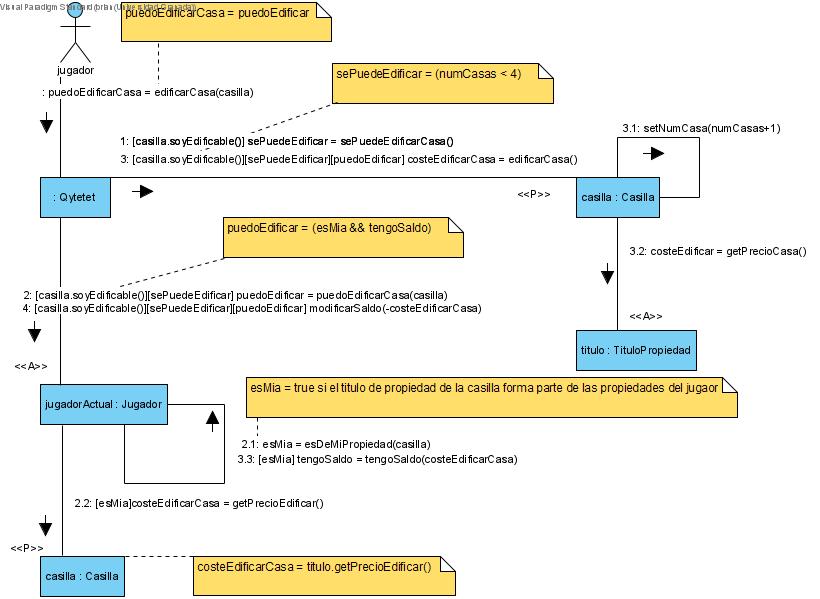 Visual Paradigm Standard(brian(Universidad Granada))
puedoEdificarCasa = puedoEdificar
jugador
: puedoEdificarCasa = edificarCasa(casilla)
sePuedeEdificar = (numCasas < 4)
1: [casilla.soyEdificable()] sePuedeEdificar = sePuedeEdificarCasa()
3: [casilla.soyEdificable()][sePuedeEdificar][puedoEdificar] costeEdificarCasa = edificarCasa()
3.1: setNumCasa(numCasas+1)
: Qytetet
<<P>>
casilla : Casilla
puedoEdificar = (esMia && tengoSaldo)
3.2: costeEdificar = getPrecioCasa()
2: [casilla.soyEdificable()][sePuedeEdificar] puedoEdificar = puedoEdificarCasa(casilla)
4: [casilla.soyEdificable()][sePuedeEdificar][puedoEdificar] modificarSaldo(-costeEdificarCasa)
<<A>>
<<A>>
titulo : TituloPropiedad
jugadorActual : Jugador
esMia = true si el titulo de propiedad de la casilla forma parte de las propiedades del jugaor
2.1: esMia = esDeMiPropiedad(casilla)
3.3: [esMia] tengoSaldo = tengoSaldo(costeEdificarCasa)
2.2: [esMia]costeEdificarCasa = getPrecioEdificar()
<<P>>
casilla : Casilla
costeEdificarCasa = titulo.getPrecioEdificar()